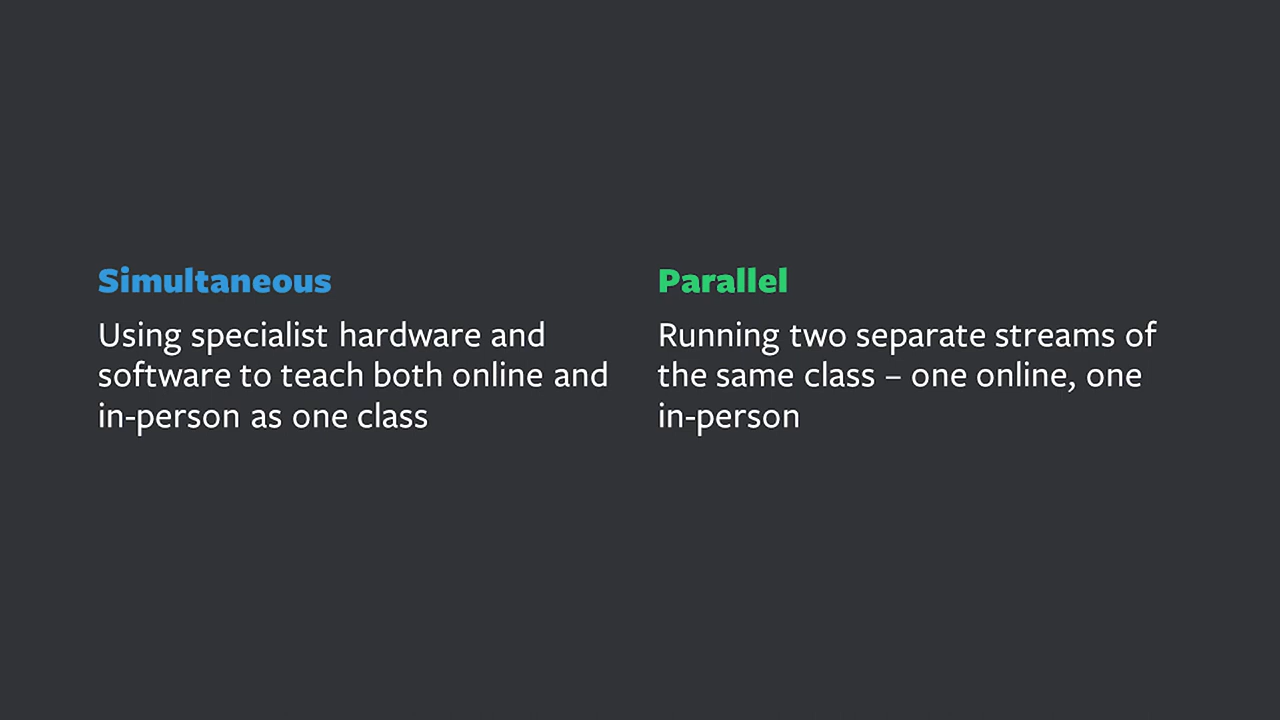 Simultaneous
Using specialist hardware and
software to teach both online and
in-person as one class
Parallel
Running two separate streams of
the same class – one online, one
in-person